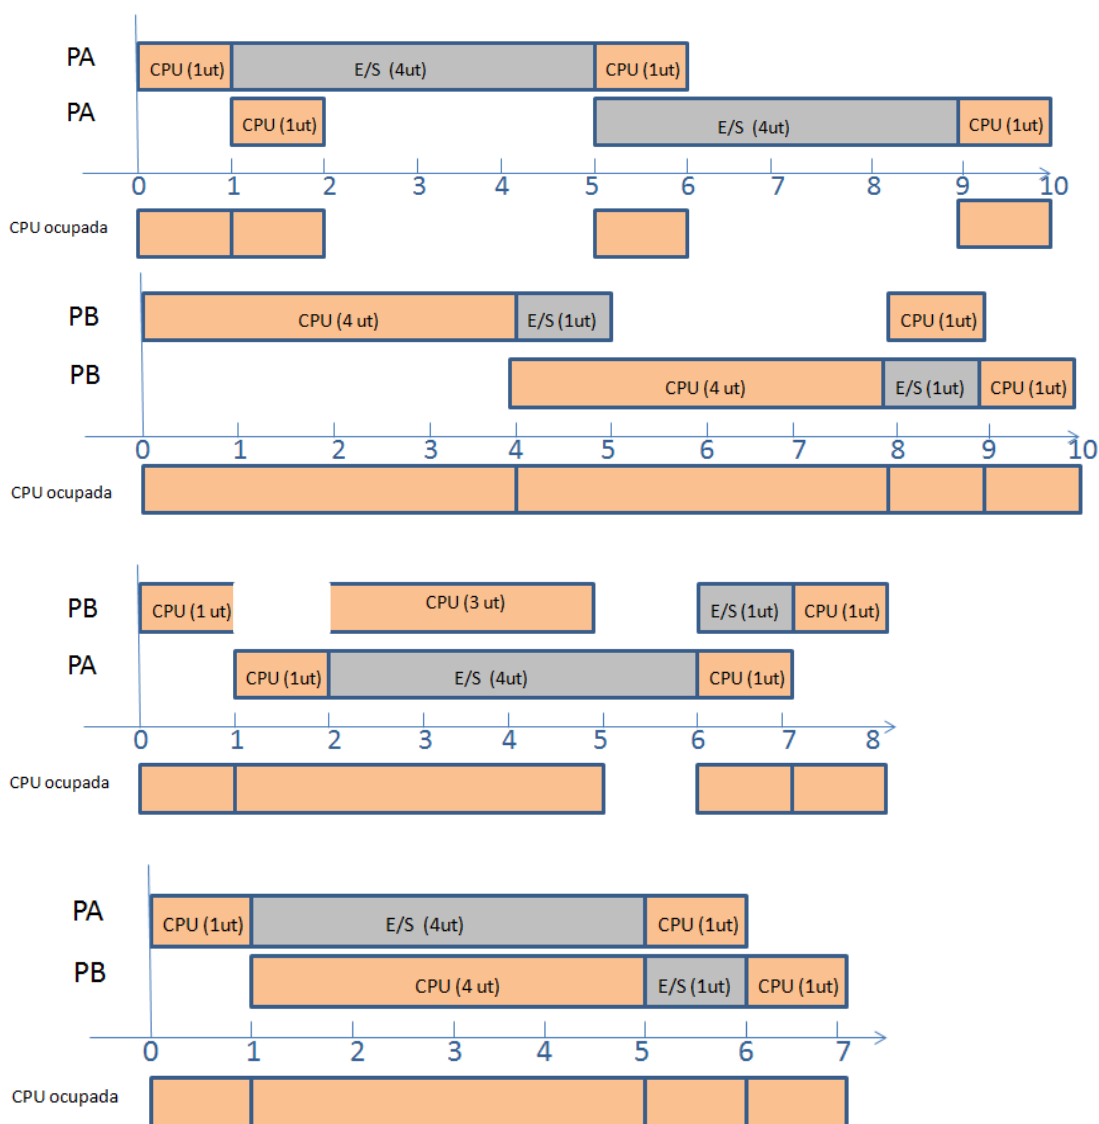 PA
CPU (1ut) E/S (4ut) CPU (1ut)
PA
CPU (1ut) E/S (4ut) CPU (1ut)
0 1 2 3 4 5 6 7 8 9 10
CPU ocupada
PB
CPU (4 ut) E/S (1ut) CPU (1ut)
PB
CPU (4 ut) E/S (1ut) CPU (1ut)
0 1 2 3 4 5 6 7 8 9 10
CPU ocupada
PB
CPU (1 ut) CPU (3 ut) E/S (1ut) CPU (1ut)
PA
CPU (1ut) E/S (4ut) CPU (1ut)
0 1 2 3 4 5 6 7 8
CPU ocupada
PA
CPU (1ut) E/S (4ut) CPU (1ut)
PB
CPU (4 ut) E/S (1ut) CPU (1ut)
0 1 2 3 4 5 6 7
CPU ocupada